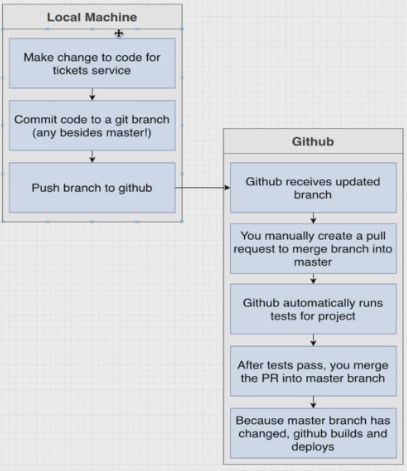 Local Machine
Make change to code for
tickets service
Commit code to a git branch
(any besides master!)
Push branch to github
Github
Github receives updated
branch
You manually create a pull
request to merge branch into
master
Github automatically runs
tests for project
After tests pass, you merge
the PR into master branch
Because master branch has
changed, github builds and
deploys